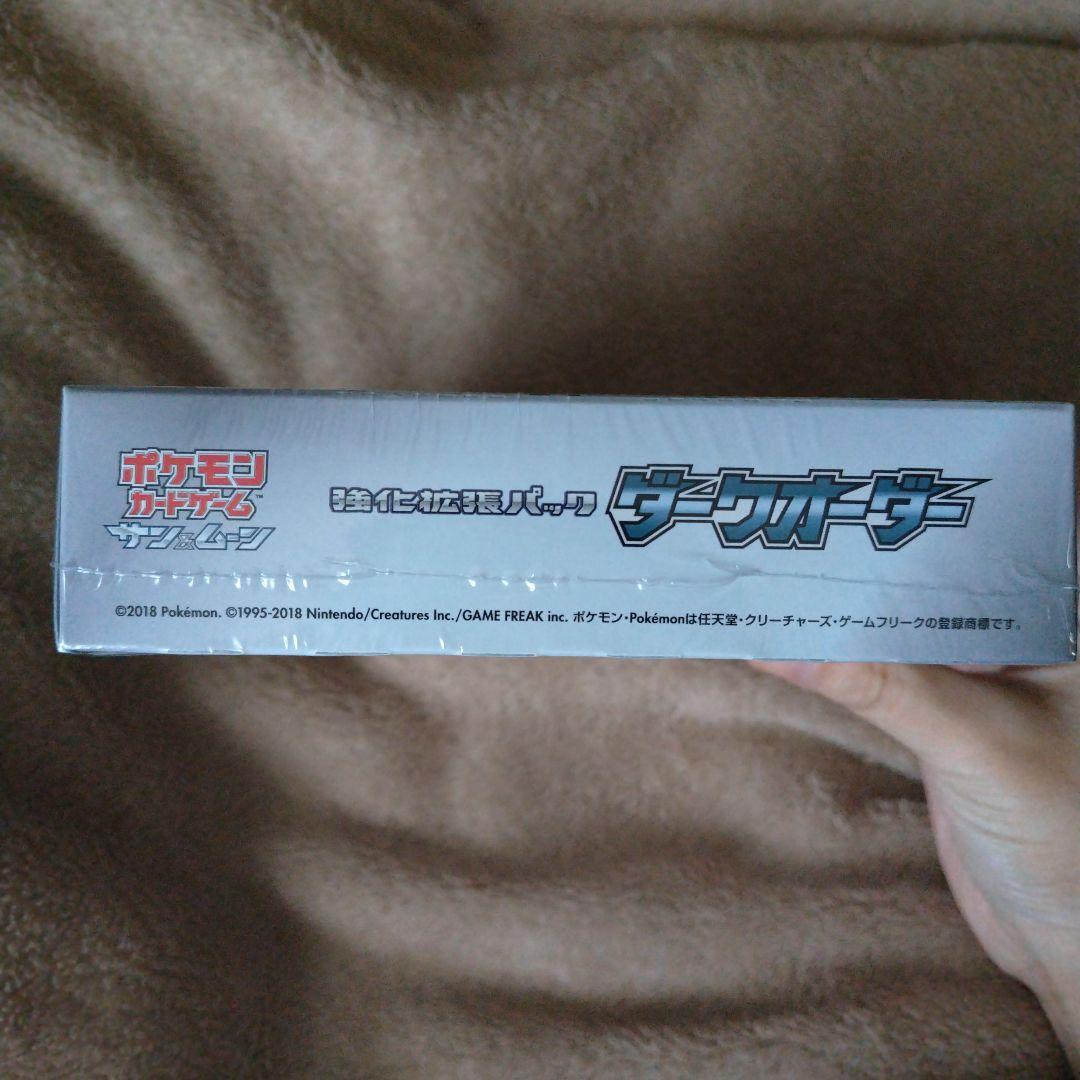 ポケモン
カードゲーム™
サン&ムーン
強化拡張パック ダークオーダー
©2018 Pokémon. ©1995-2018 Nintendo/Creatures Inc./GAME FREAK inc. ポケモン・Pokémonは任天堂・クリーチャーズ・ゲームフリークの登録商標です。